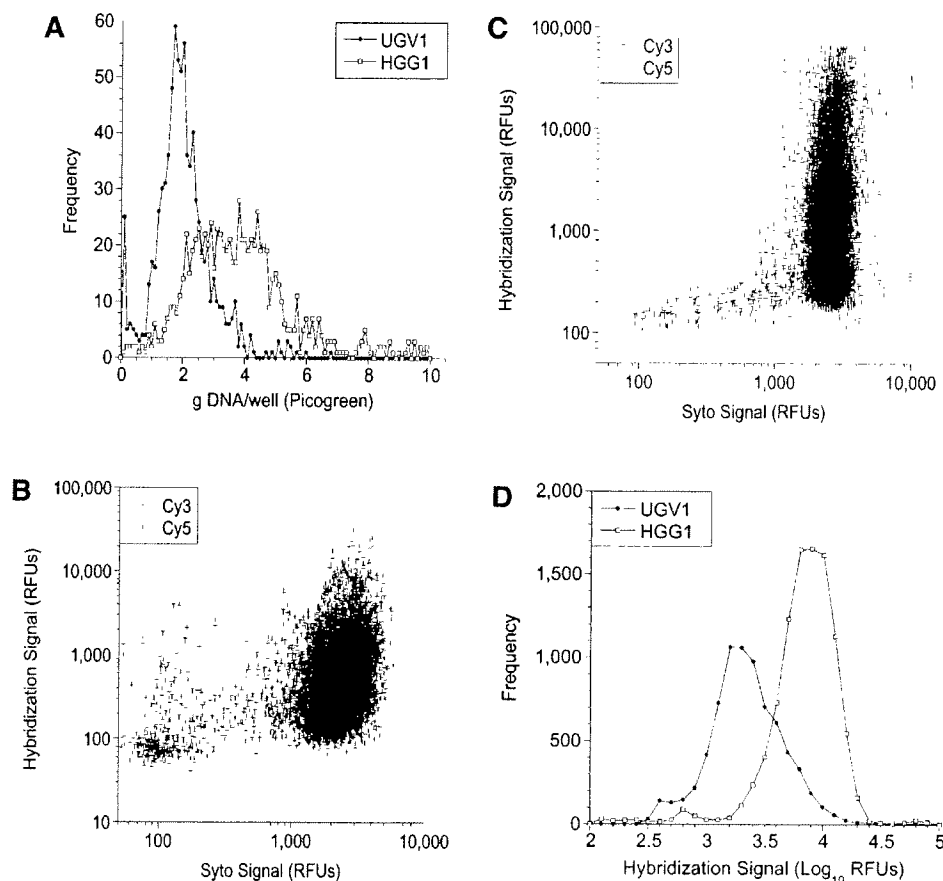 A
60
50
40
30
20
10
0
Frequency
UGV1
HGG1
0 2 4 6 8 10
g DNA/well (Picogreen)
C
100,000
10,000
1,000
100
Hybridization Signal (RFUs)
Cy3
Cy5
100 1,000 10,000
Syto Signal (RFUs)
B
100,000
10,000
1,000
100
10
Hybridization Signal (RFUs)
Cy3
Cy5
100 1,000 10,000
Syto Signal (RFUs)
D
2,000
1,500
1,000
500
0
Frequency
UGV1
HGG1
2 2.5 3 3.5 4 4.5 5
Hybridization Signal (Log10 RFUs)